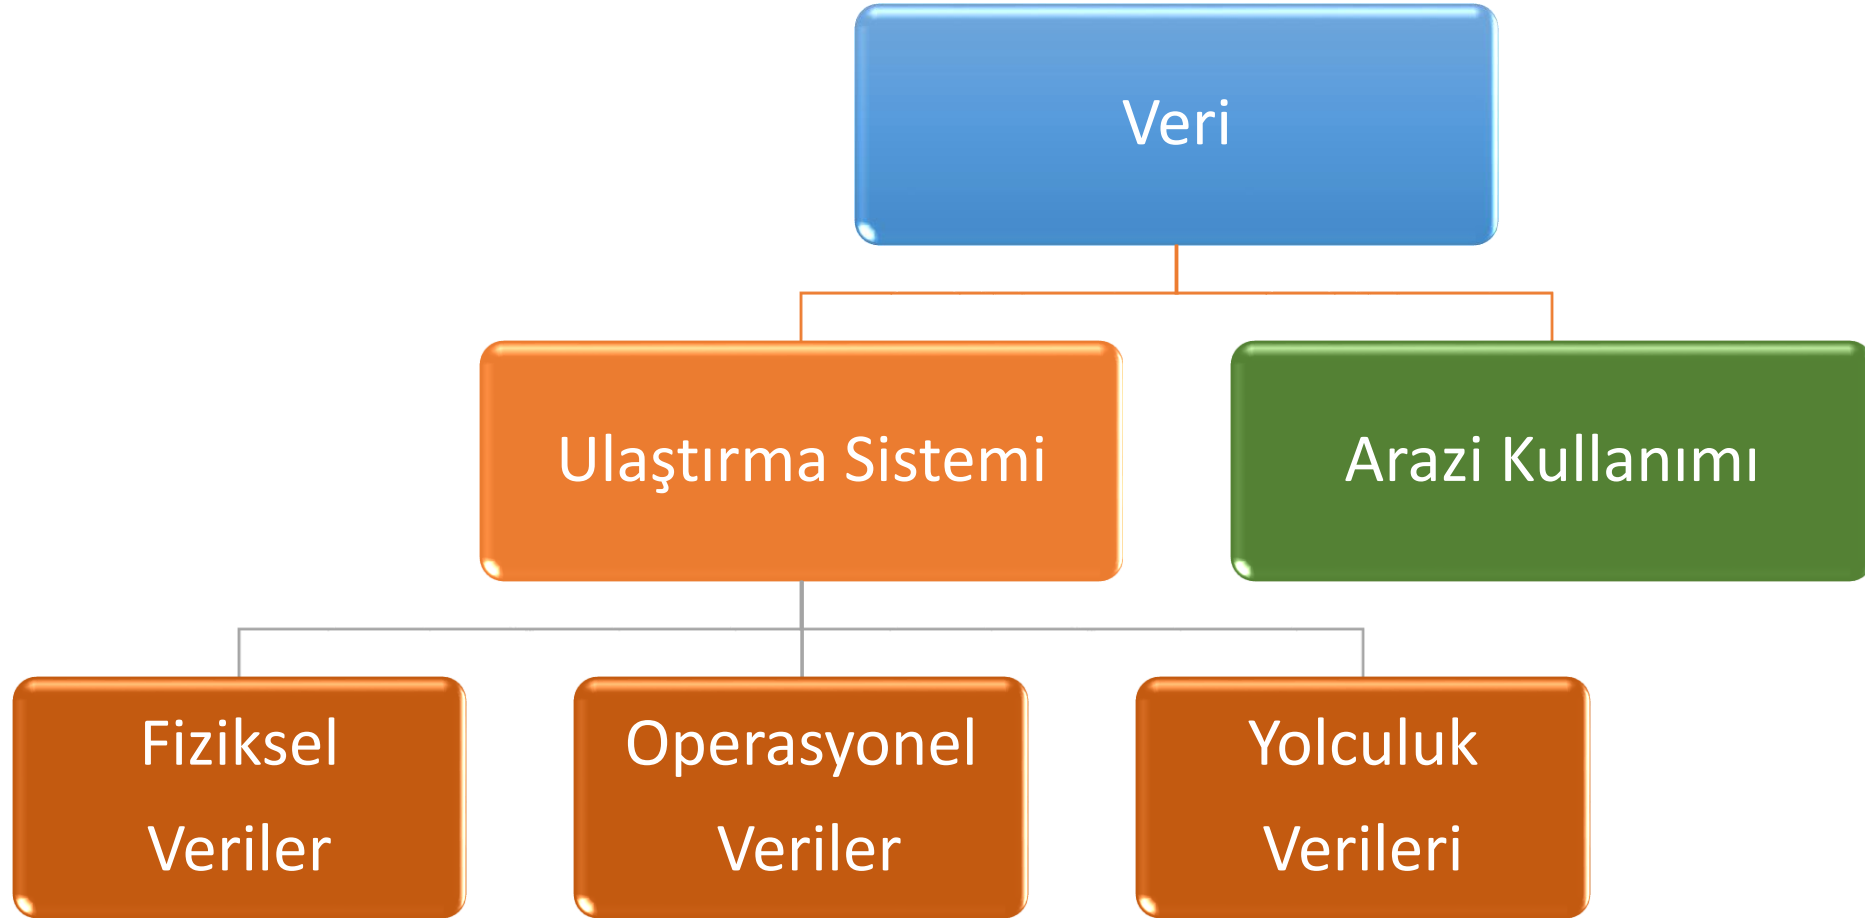 Veri
Ulaştırma Sistemi
Arazi Kullanımı
Fiziksel
Veriler
Operasyonel
Veriler
Yolculuk
Verileri